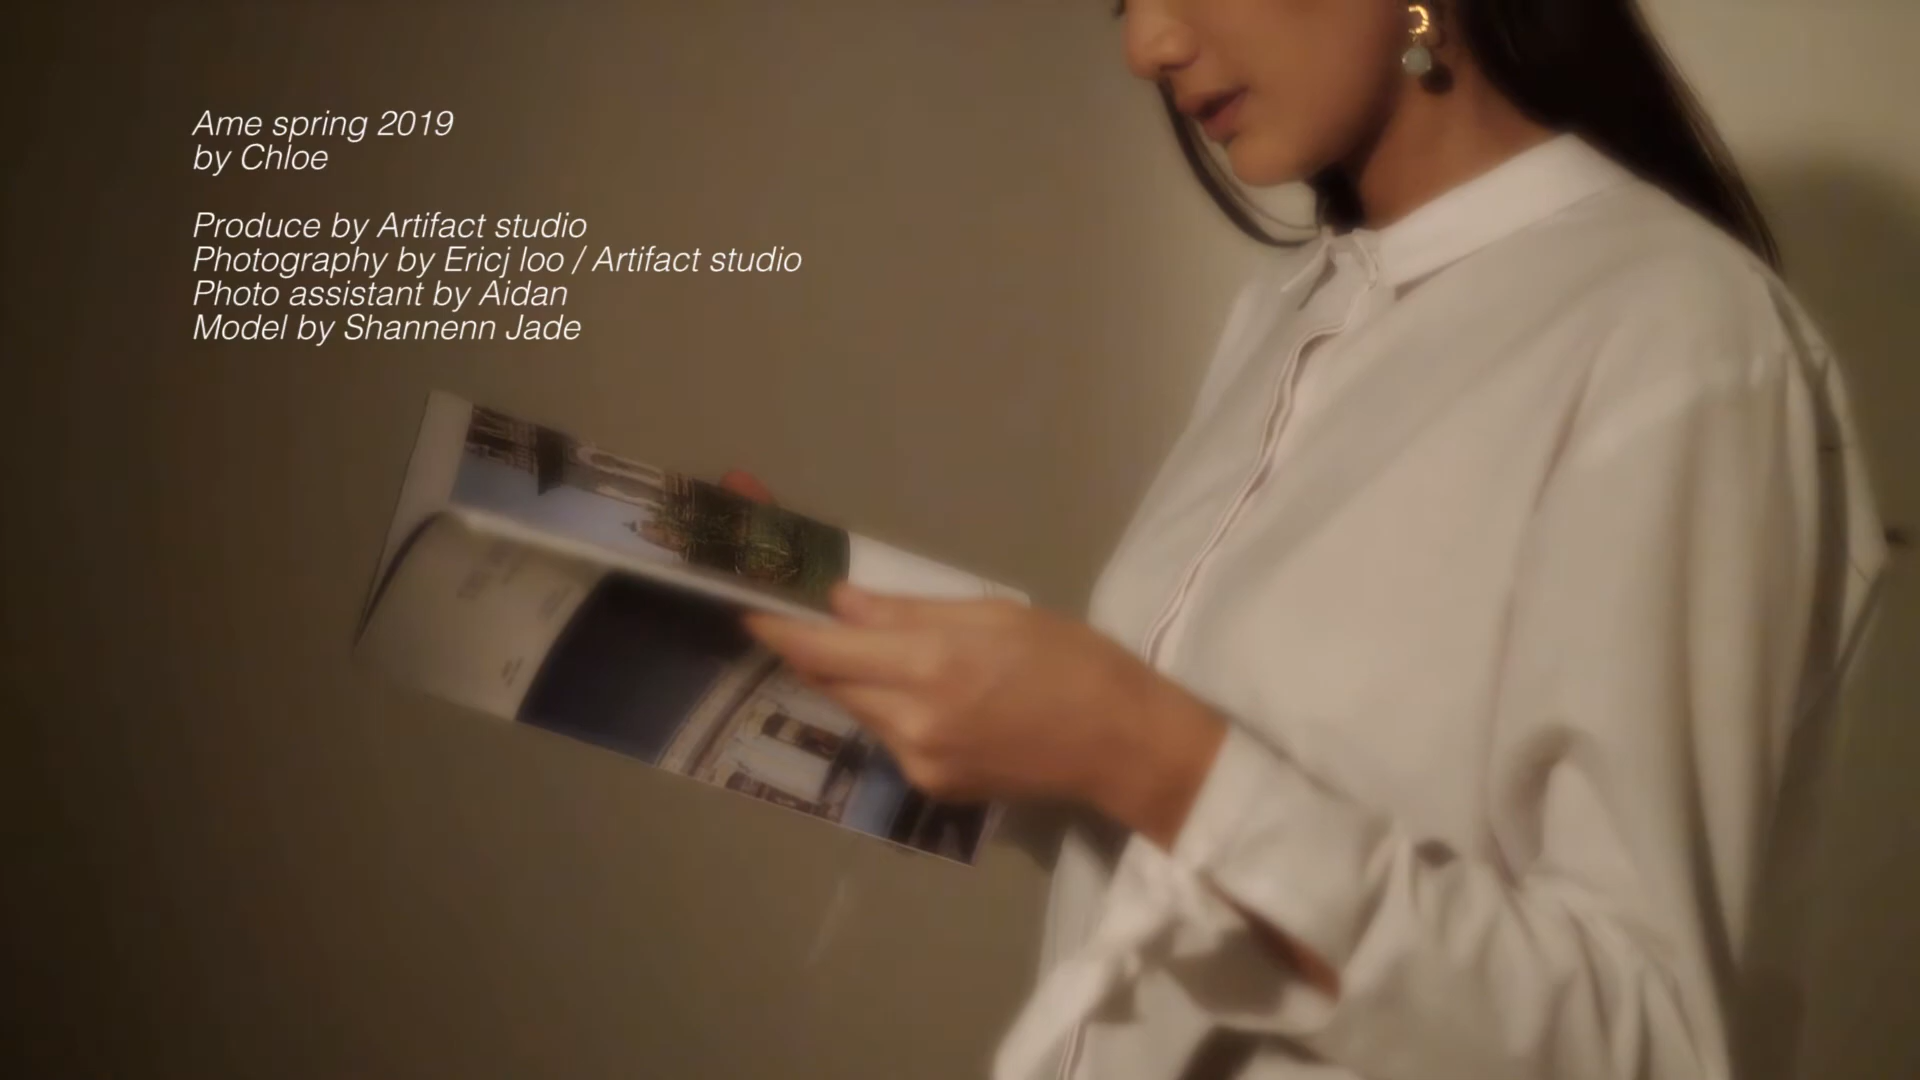 Ame spring 2019
by Chloe
Produce by Artifact studio
Photography by Ericj loo / Artifact studio
Photo assistant by Aidan
Model by Shannenn Jade